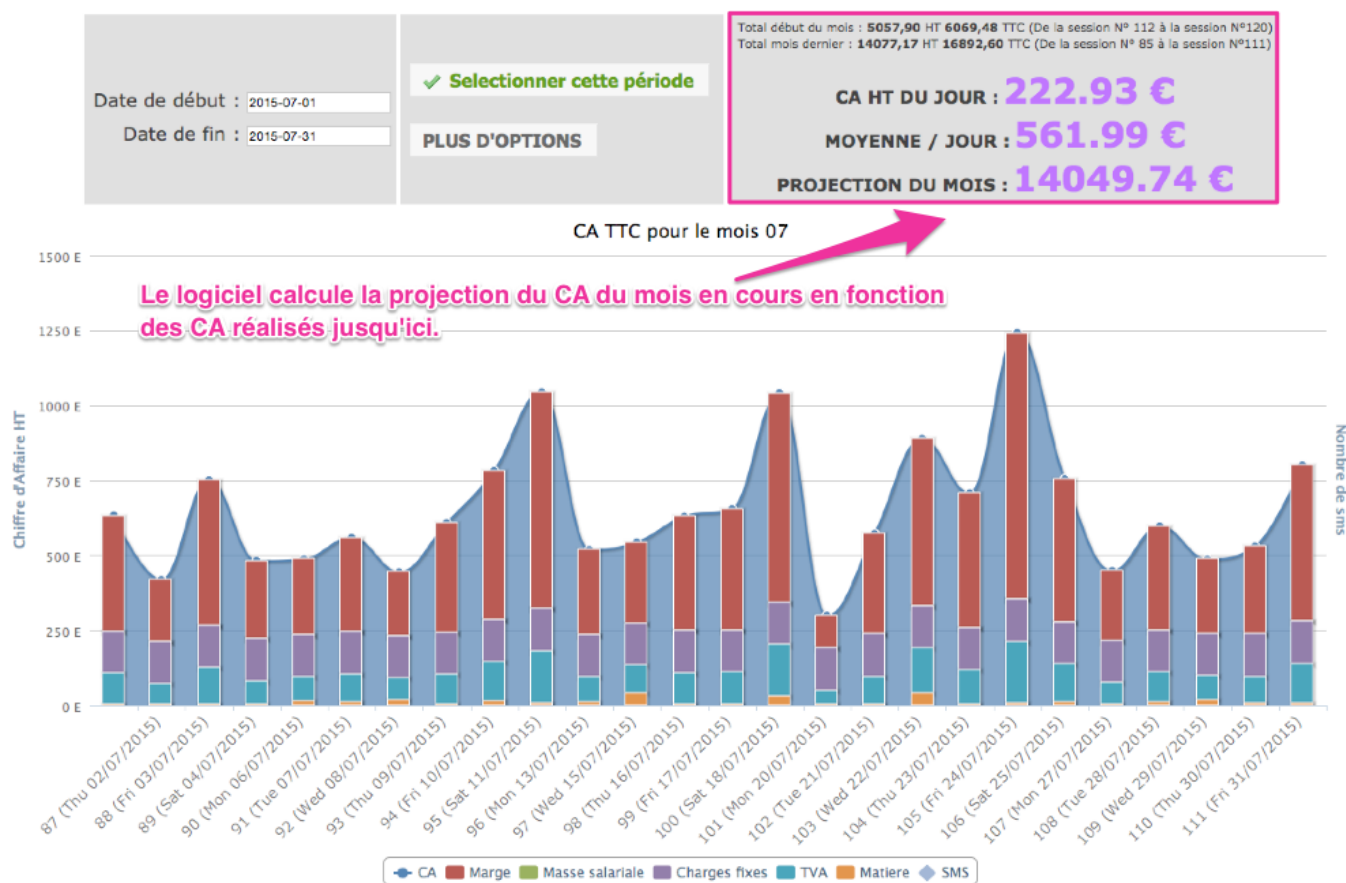 Total début du mois : 5057,90 HT 6069,48 TTC (De la session N° 112 à la session N°120)
Total mois dernier : 14077,17 HT 16892,60 TTC (De la session N° 85 à la session N°111)
Date de début : 2015-07-01
Date de fin : 2015-07-31
Selectionner cette période
PLUS D'OPTIONS
CA HT DU JOUR : 222.93 €
MOYENNE / JOUR : 561.99 €
PROJECTION DU MOIS : 14049.74 €
CA TTC pour le mois 07
Le logiciel calcule la projection du CA du mois en cours en fonction
des CA réalisés jusqu'ici.
1500 E
1250 E
1000 E
750 E
500 E
250 E
0 E
Chiffre d'Affaire HT
Nombre de sms
87 (Thu 02/07/2015)
88 (Fri 03/07/2015)
89 (Sat 04/07/2015)
90 (Mon 06/07/2015)
91 (Tue 07/07/2015)
92 (Wed 08/07/2015)
93 (Thu 09/07/2015)
94 (Fri 10/07/2015)
95 (Sat 11/07/2015)
96 (Mon 13/07/2015)
97 (Wed 15/07/2015)
98 (Thu 16/07/2015)
99 (Fri 17/07/2015)
100 (Sat 18/07/2015)
101 (Mon 20/07/2015)
102 (Tue 21/07/2015)
103 (Wed 22/07/2015)
104 (Thu 23/07/2015)
105 (Fri 24/07/2015)
106 (Sat 25/07/2015)
107 (Mon 27/07/2015)
108 (Tue 28/07/2015)
109 (Wed 29/07/2015)
110 (Thu 30/07/2015)
111 (Fri 31/07/2015)
CA Marge Masse salariale Charges fixes TVA Matiere SMS